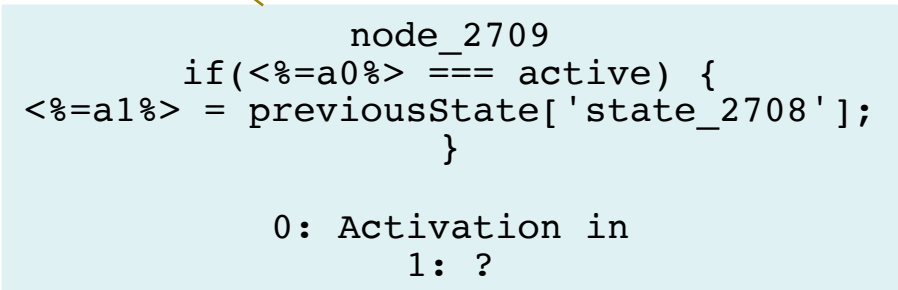 node_2709
if(<%=a0%> === active) {
<%=a1%> = previousState['state_2708'];
}
0: Activation in
1: ?